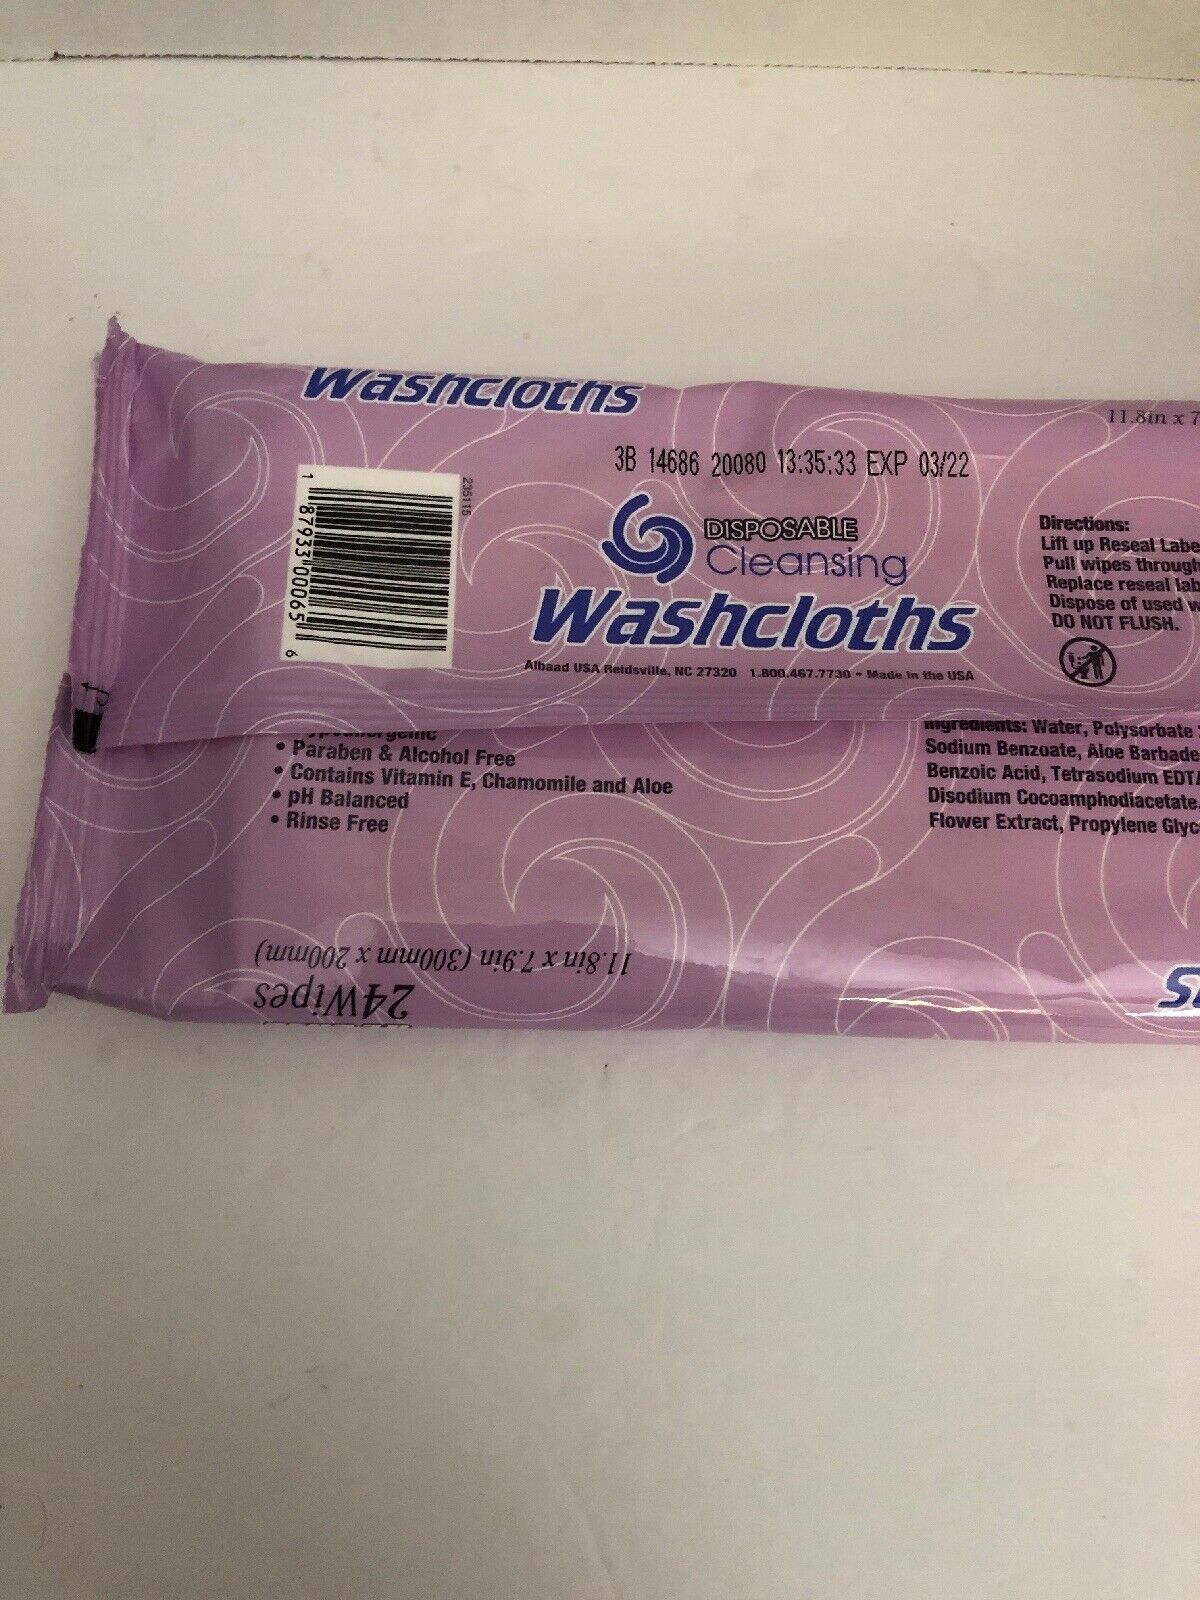 Washcloths
11.8in x 7
3B 14686 20080 13:35:33 EXP 03/22
235115
1 87933 00065 6
DISPOSABLE
Cleansing
Washcloths
Albaad USA Reidsville, NC 27320 1.800.467.7730 • Made in the USA
Directions:
Lift up Reseal Labe
Pull wipes through
Replace reseal lab
Dispose of used w
DO NOT FLUSH.
• Paraben & Alcohol Free
• Contains Vitamin E, Chamomile and Aloe
• pH Balanced
• Rinse Free
Ingredients: Water, Polysorbate
Sodium Benzoate, Aloe Barbade
Benzoic Acid, Tetrasodium EDTA
Disodium Cocoamphodiacetate,
Flower Extract, Propylene Glyc
24Wipes
11.8in x 7.9in (300mm x 200mm)